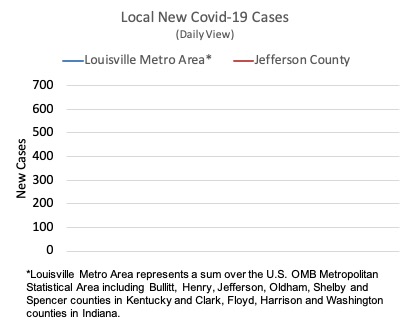 Local New Covid-19 Cases
(Daily View)
Louisville Metro Area* Jefferson County
700
600
500
400
300
200
100
0
New Cases
*Louisville Metro Area represents a sum over the U.S. OMB Metropolitan
Statistical Area including Bullitt, Henry, Jefferson, Oldham, Shelby and
Spencer counties in Kentucky and Clark, Floyd, Harrison and Washington
counties in Indiana.